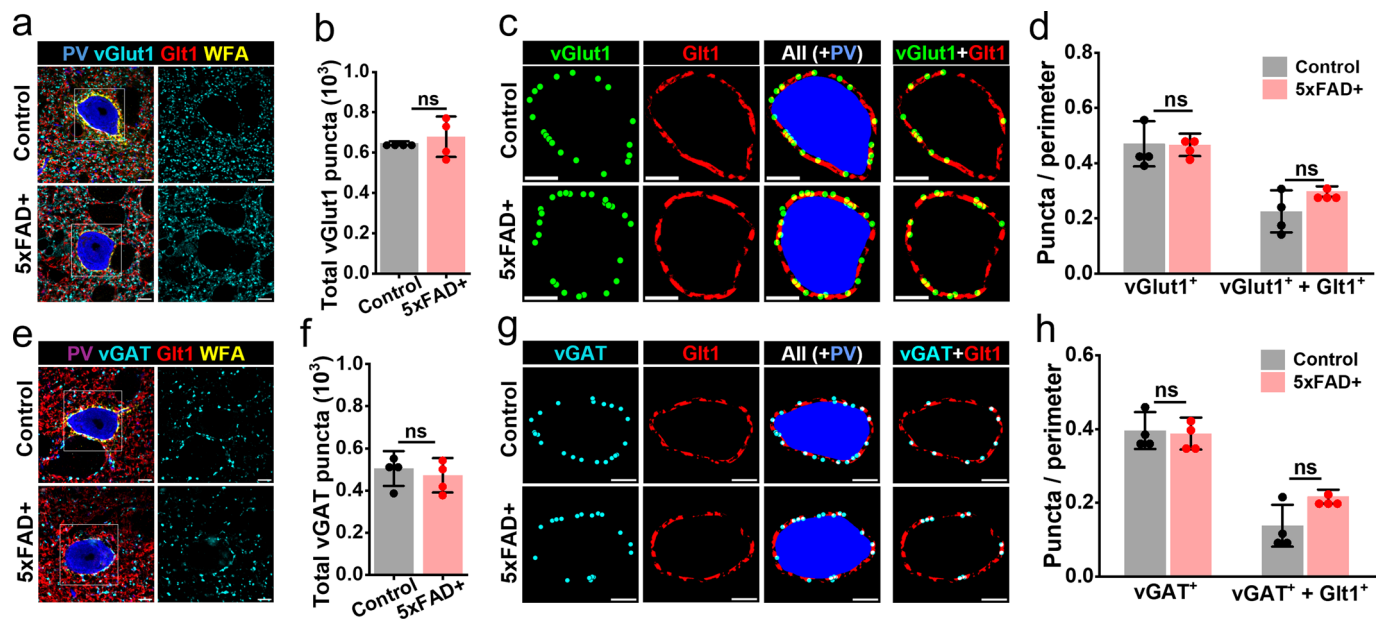 a
PV vGlut1 Glt1 WFA
Control
5xFAD+
b
Total vGlut1 puncta (10³)
1.0
0.8
0.6
0.4
0.2
0.0
ns
Control
5xFAD+
c
vGlut1
Glt1
All (+PV)
vGlut1+Glt1
Control
5xFAD+
d
Puncta / perimeter
0.8
0.6
0.4
0.2
0.0
Control
5xFAD+
ns
ns
vGlut1⁺
vGlut1⁺ + Glt1⁺
e
PV vGAT Glt1 WFA
Control
5xFAD+
f
Total vGAT puncta (10³)
1.0
0.8
0.6
0.4
0.2
0.0
ns
Control
5xFAD+
g
vGAT
Glt1
All (+PV)
vGAT+Glt1
Control
5xFAD+
h
Puncta / perimeter
0.6
0.4
0.2
0.0
Control
5xFAD+
ns
ns
vGAT⁺
vGAT⁺ + Glt1⁺